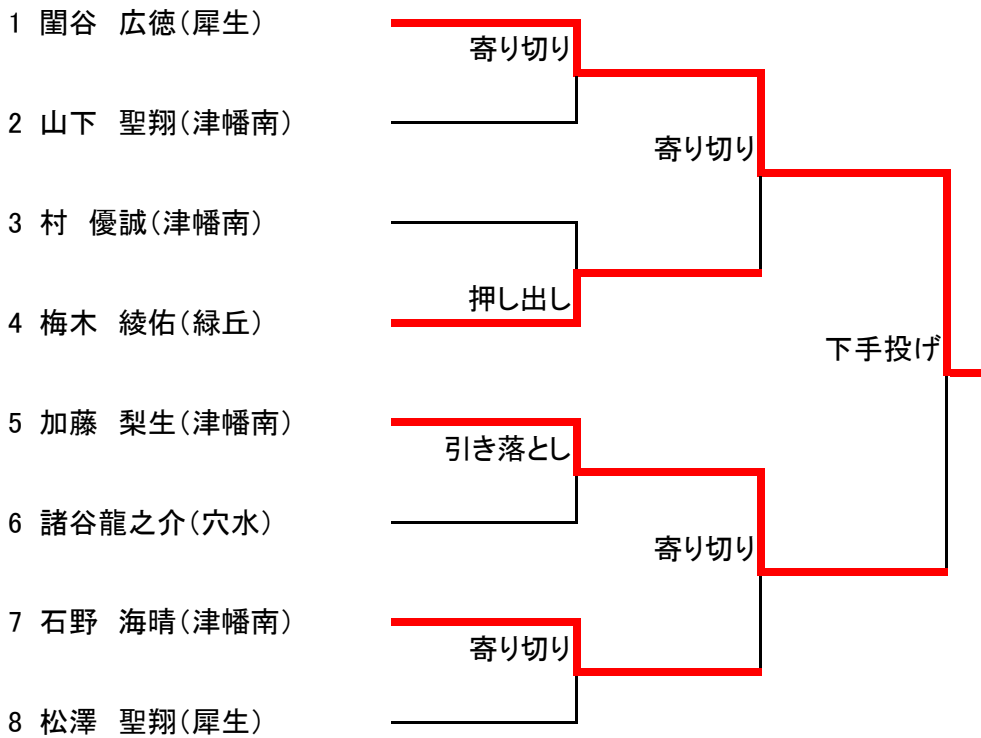 1 閨谷　広徳(犀生)
寄り切り
2 山下　聖翔(津幡南)
寄り切り
3 村　優誠(津幡南)
押し出し
4 梅木　綾佑(緑丘)
下手投げ
5 加藤　梨生(津幡南)
引き落とし
6 諸谷龍之介(穴水)
寄り切り
7 石野　海晴(津幡南)
寄り切り
8 松澤　聖翔(犀生)